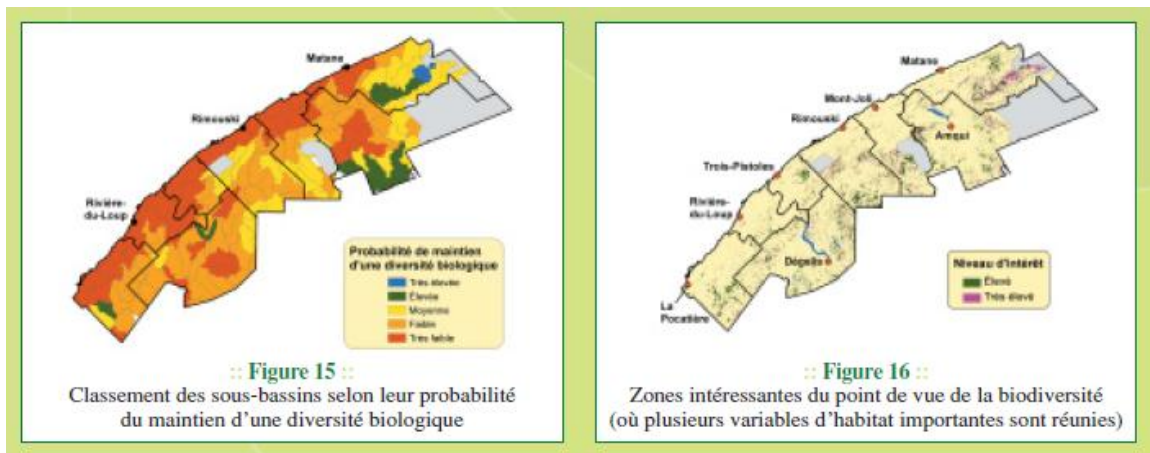 Matane
Rimouski
Rivière-
du-Loup
Probabilité de maintien
d'une diversité biologique
Très élevée
Élevée
Moyenne
Faible
Très faible
:: Figure 15 ::
Classement des sous-bassins selon leur probabilité
du maintien d'une diversité biologique
Matane
Mont-Joli
Rimouski
Amqui
Trois-Pistoles
Rivière-
du-Loup
Dégelis
La
Pocatière
Niveau d'intérêt
Élevé
Très élevé
:: Figure 16 ::
Zones intéressantes du point de vue de la biodiversité
(où plusieurs variables d'habitat importantes sont réunies)